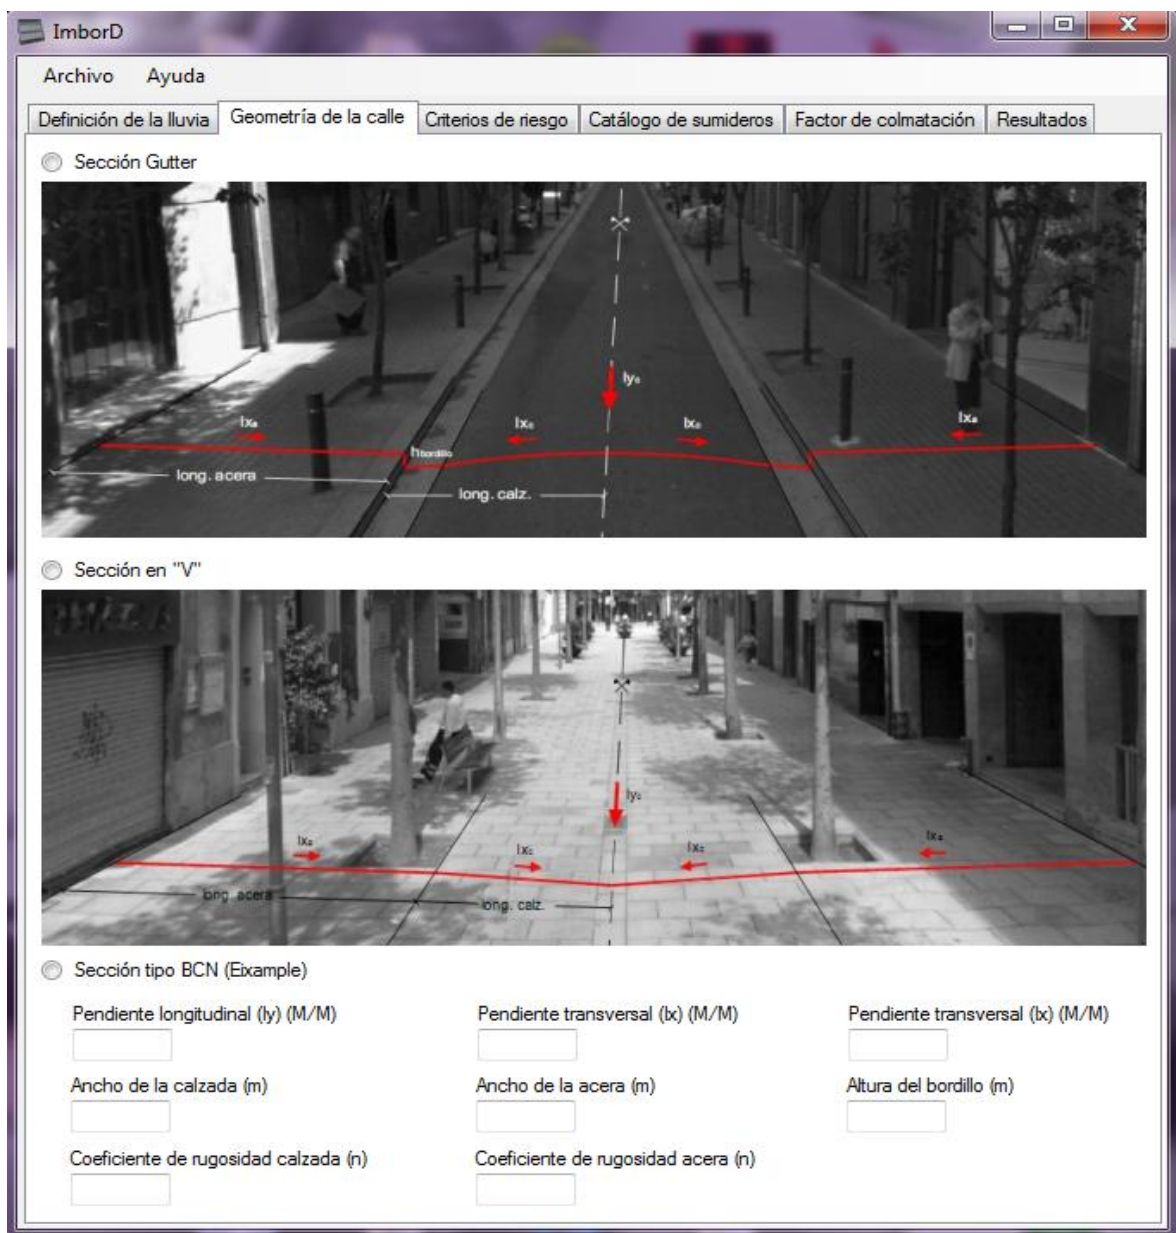 ImborD
Archivo Ayuda
Definición de la lluvia Geometría de la calle Criterios de riesgo Catálogo de sumideros Factor de colmatación Resultados
Sección Gutter
Iyc
Ixa Ixc Ixc Ixa
hbordillo
long. acera
long. calz.
Sección en "V"
Iyc
Ixa Ixc Ixc Ixa
long. acera
long. calz.
Sección tipo BCN (Eixample)
Pendiente longitudinal (Iy) (M/M) Pendiente transversal (Ix) (M/M) Pendiente transversal (Ix) (M/M)
Ancho de la calzada (m) Ancho de la acera (m) Altura del bordillo (m)
Coeficiente de rugosidad calzada (n) Coeficiente de rugosidad acera (n)